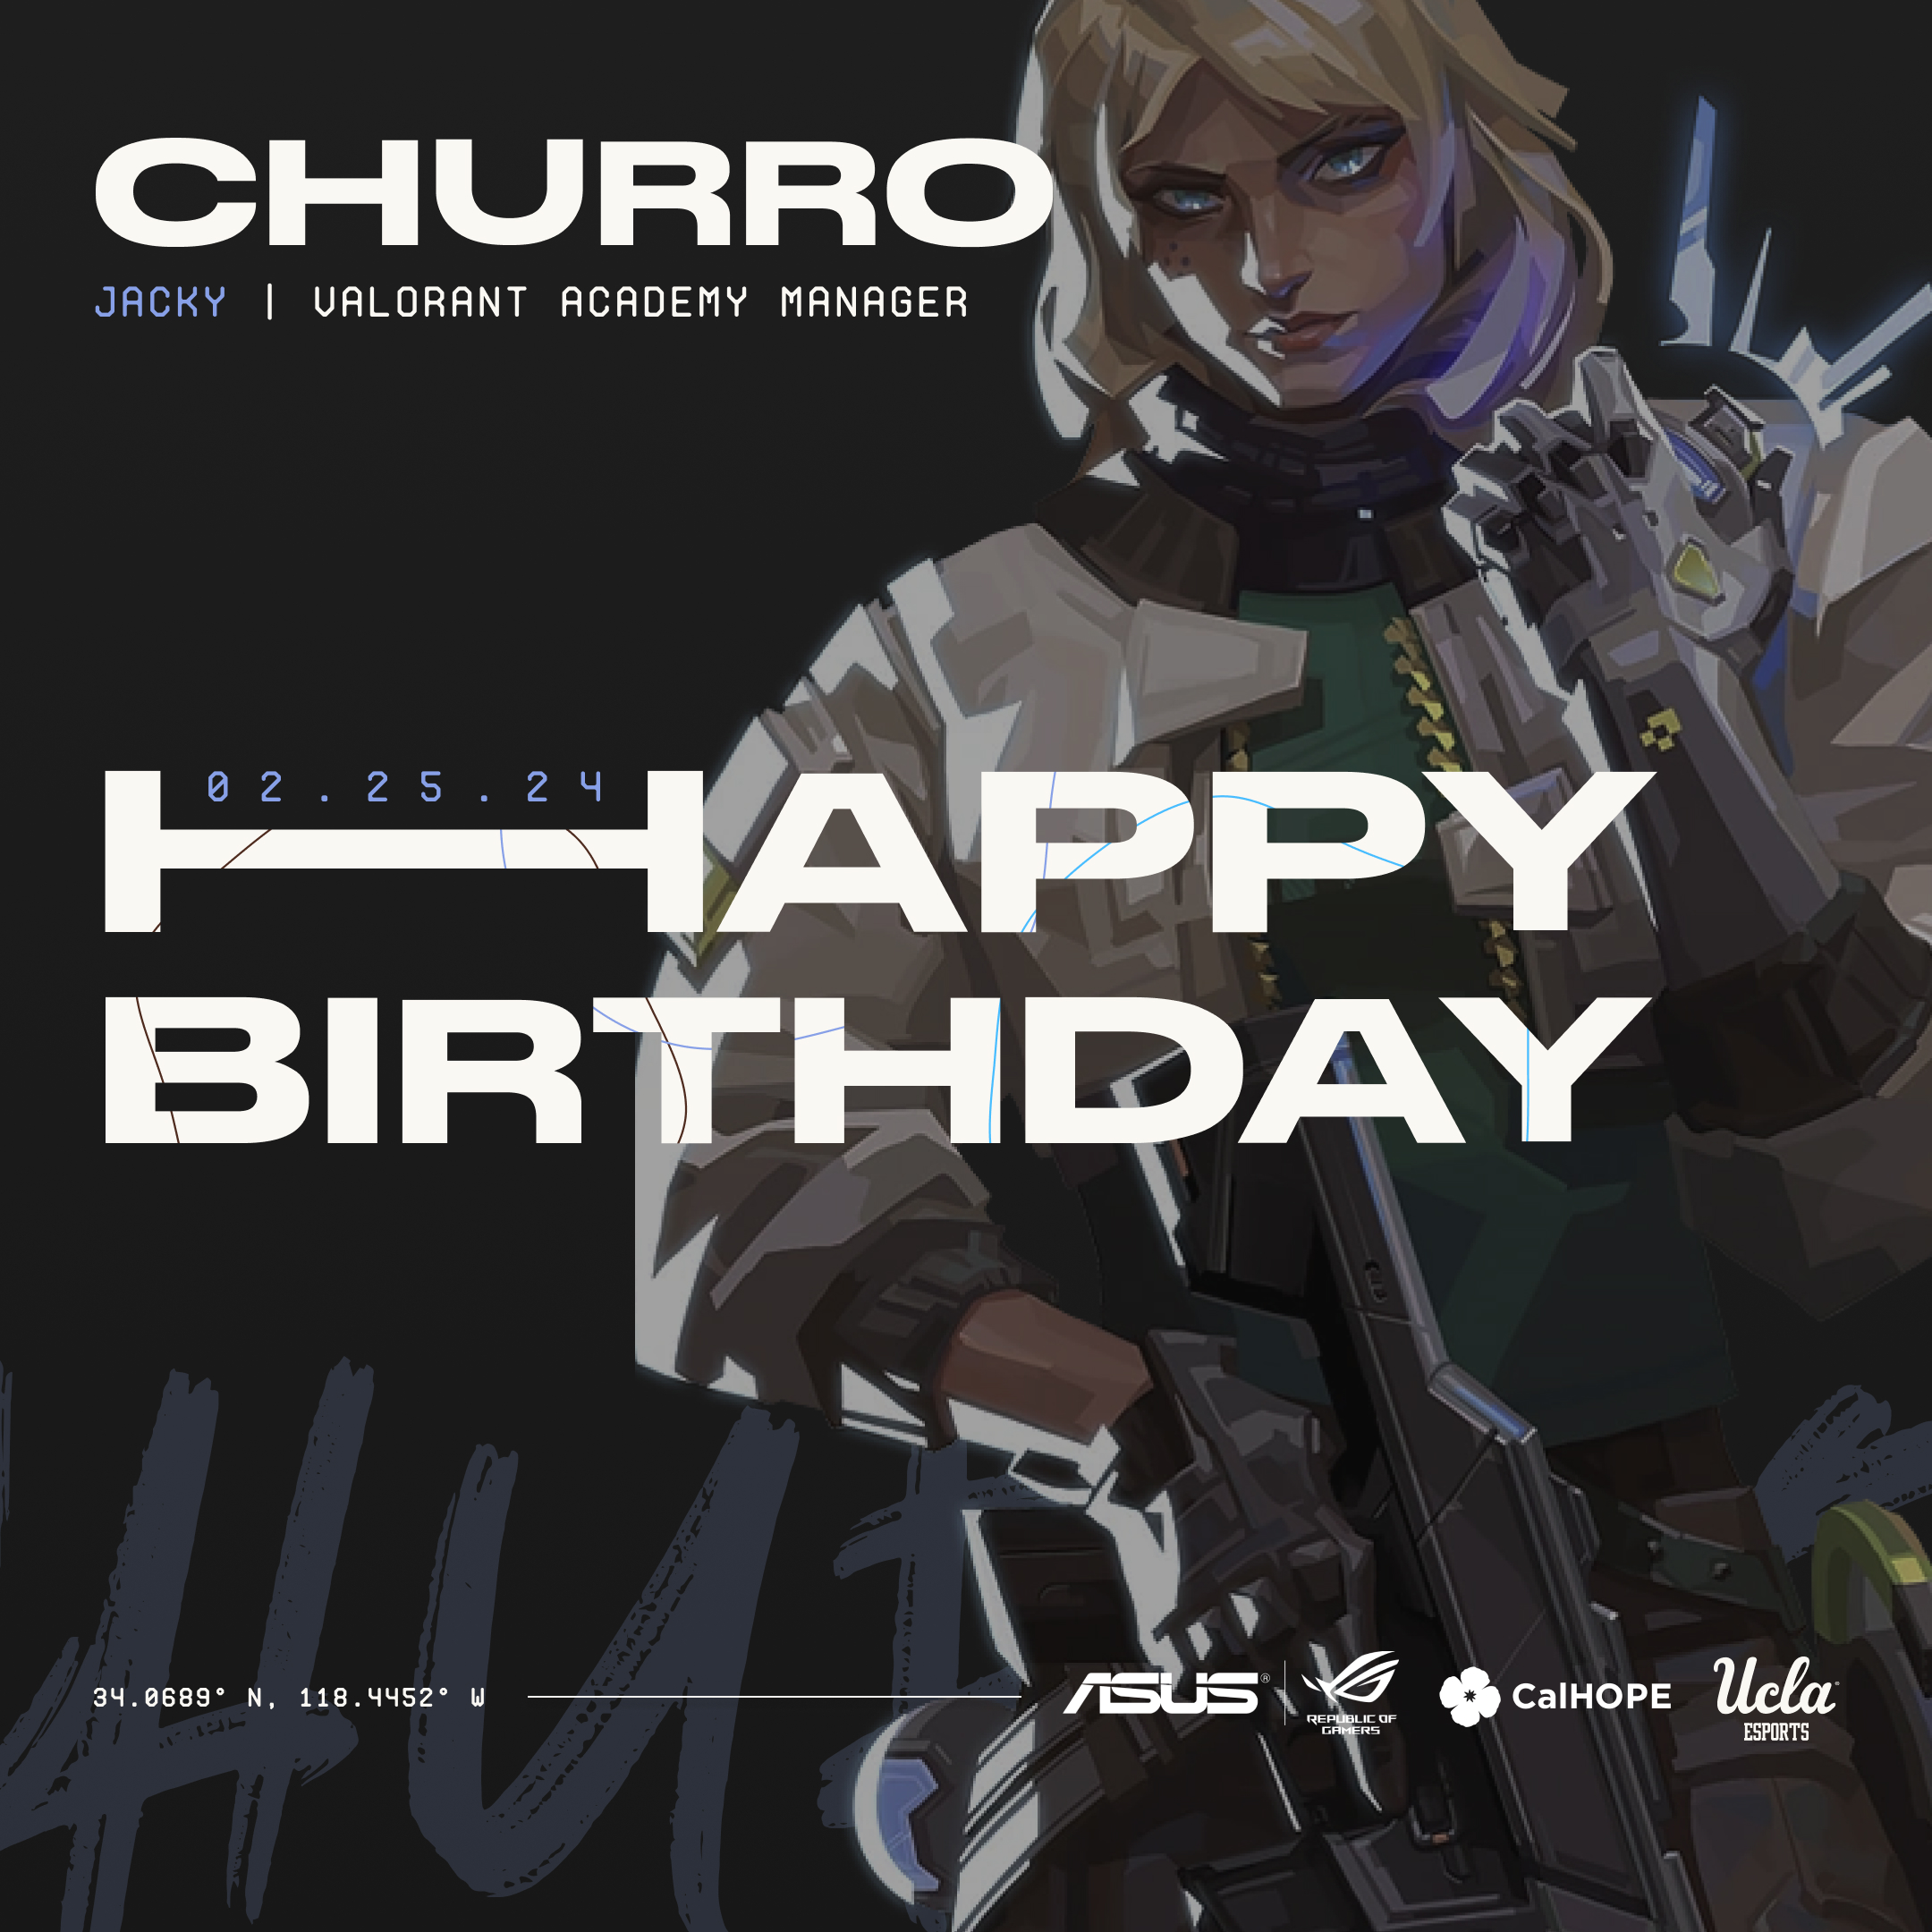 CHURRO
JACKY | VALORANT ACADEMY MANAGER
02.25.24
HAPPY
BIRTHDAY
34.0689° N, 118.4452° W
ASUS® REPUBLIC OF GAMERS CalHOPE Ucla ESPORTS